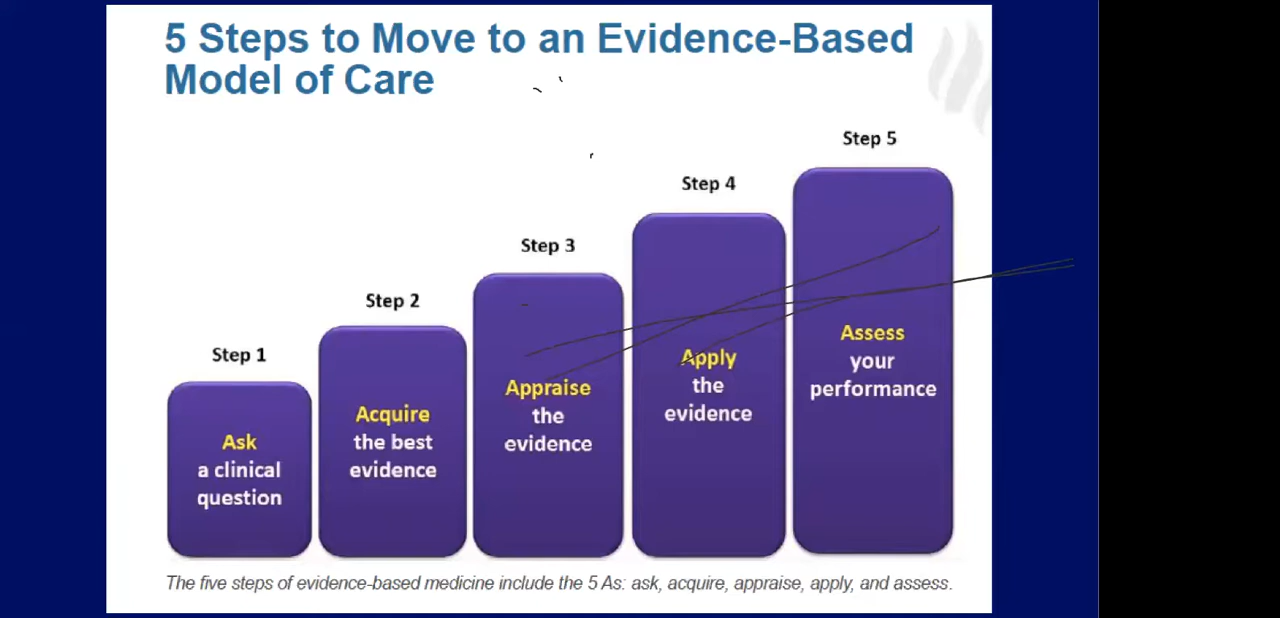 5 Steps to Move to an Evidence-Based
Model of Care
Step 1
Ask
a clinical
question
Step 2
Acquire
the best
evidence
Step 3
Appraise
the
evidence
Step 4
Apply
the
evidence
Step 5
Assess
your
performance
The five steps of evidence-based medicine include the 5 As: ask, acquire, appraise, apply, and assess.